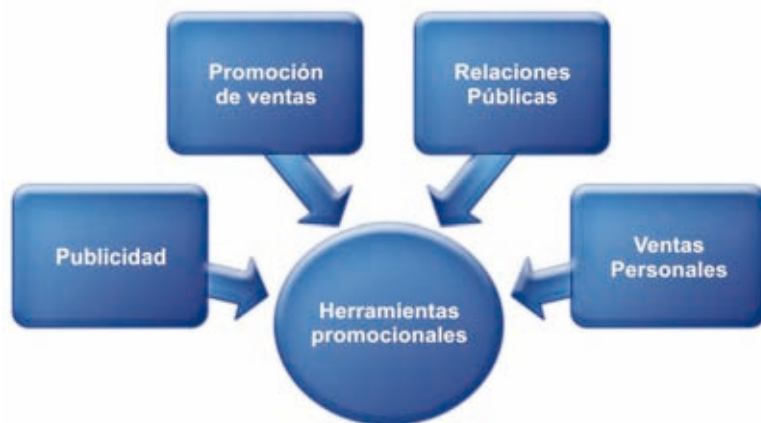 Promoción
de ventas
Relaciones
Públicas
Publicidad
Ventas
Personales
Herramientas
promocionales